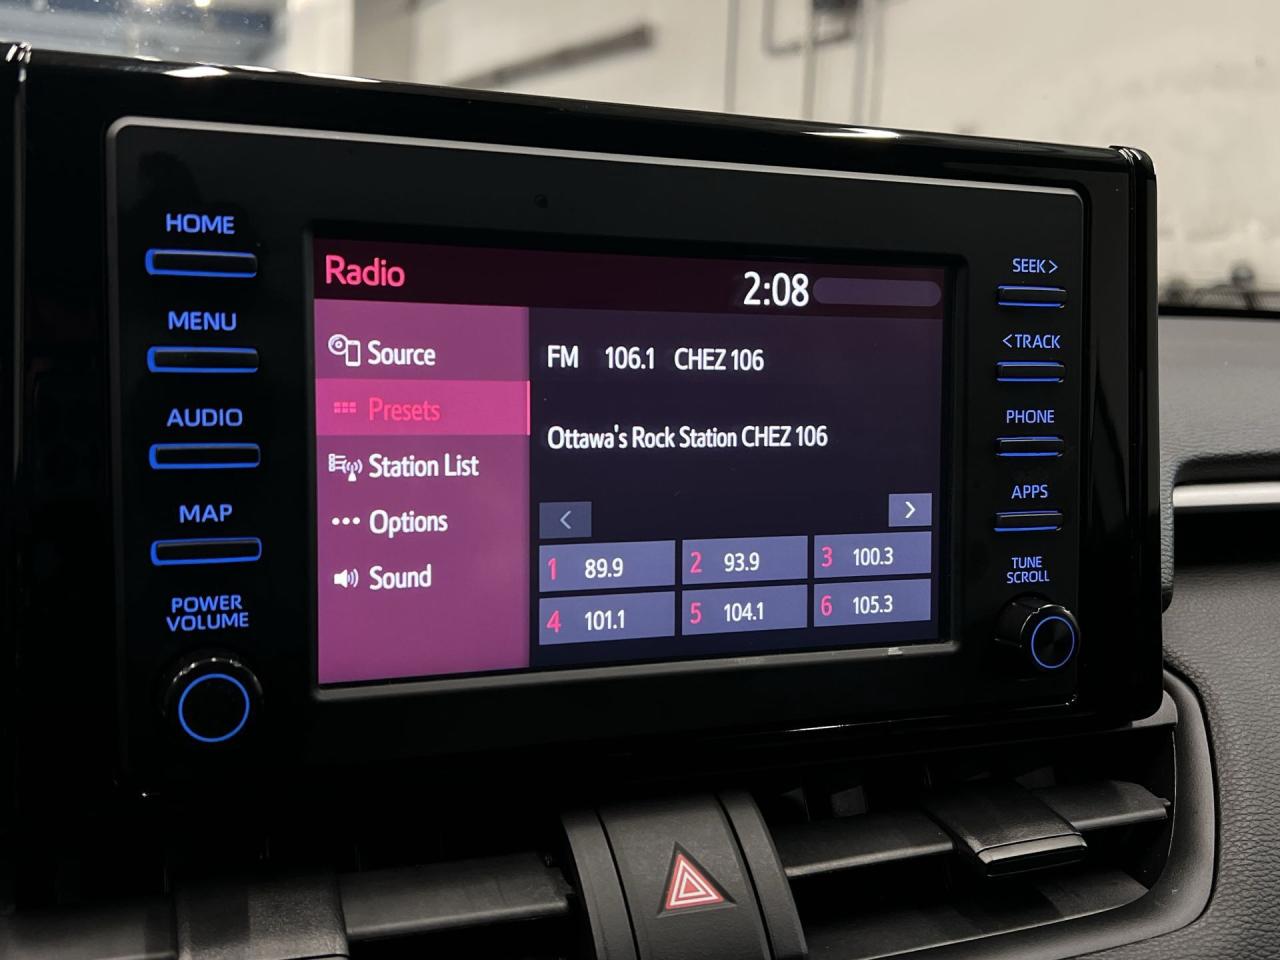 HOME
MENU
AUDIO
MAP
POWER
VOLUME
Radio
2:08
Source
Presets
Station List
Options
Sound
FM 106.1 CHEZ 106
Ottawa's Rock Station CHEZ 106
< >
1 89.9 2 93.9 3 100.3
4 101.1 5 104.1 6 105.3
SEEK>
<TRACK
PHONE
APPS
TUNE
SCROLL